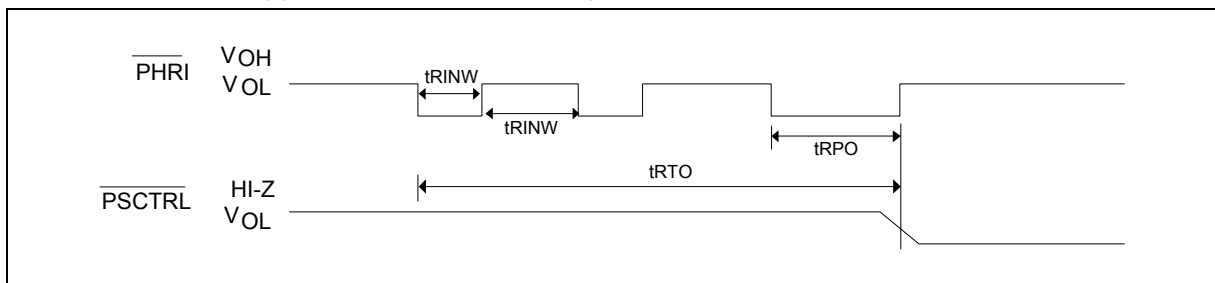 PHRI VOH
VOL
tRINW
tRINW
tRPO
tRTO
PSCTRL HI-Z
VOL